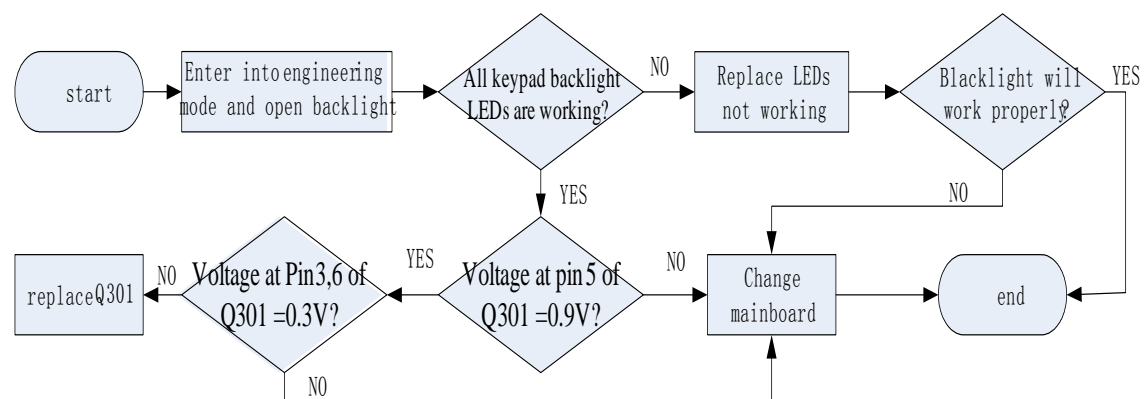 start
Enter into engineering
mode and open backlight
All keypad backlight
LEDs are working?
NO
Replace LEDs
not working
Blacklight will
work properly?
YES
NO
YES
replace Q301
NO
Voltage at Pin3,6 of
Q301 =0.3V?
YES
Voltage at pin 5 of
Q301 =0.9V?
NO
Change
mainboard
end
NO